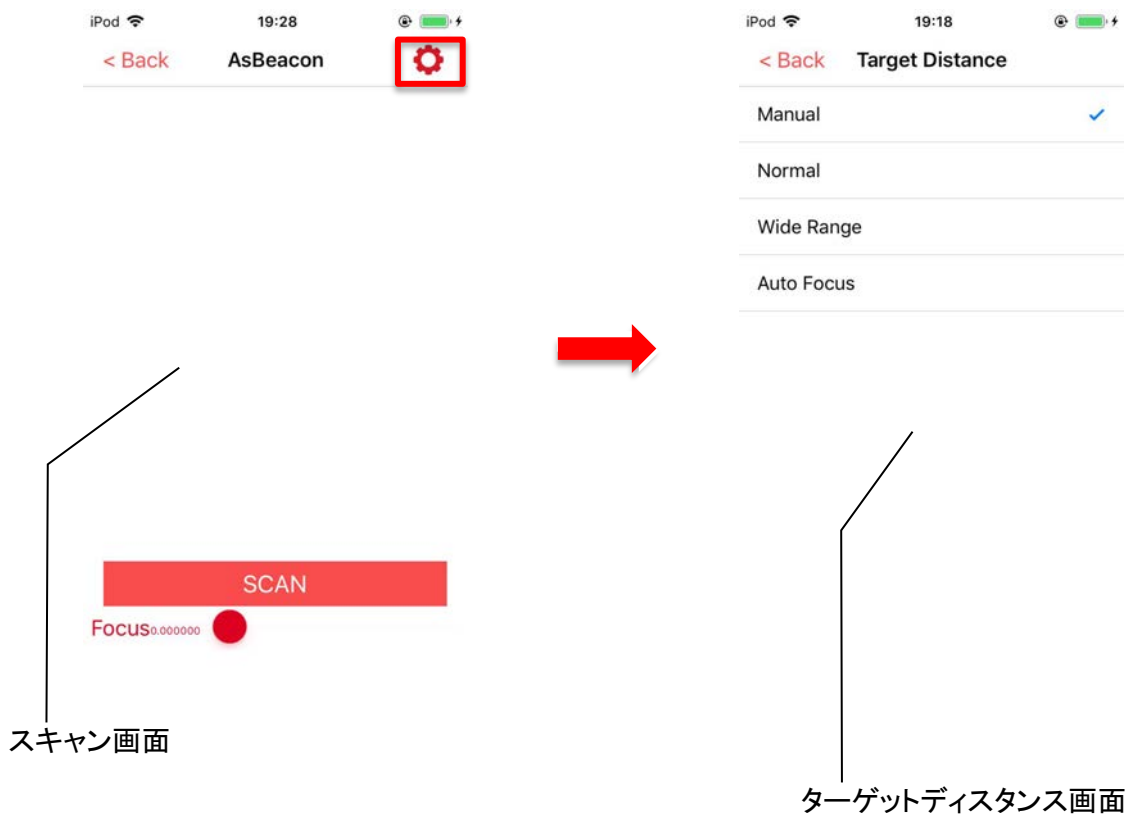 iPod 19:28
< Back AsBeacon
SCAN
Focus0.000000
スキャン画面
iPod 19:18
< Back Target Distance
Manual
Normal
Wide Range
Auto Focus
ターゲットディスタンス画面